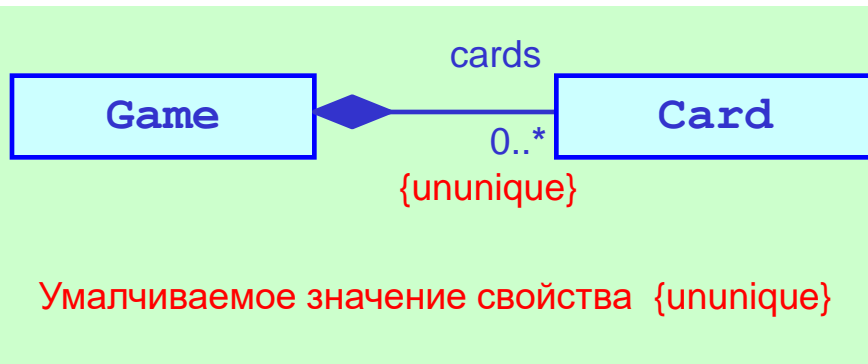 cards
Game
Card
0..*
{ununique}
Умалчиваемое значение свойства {ununique}